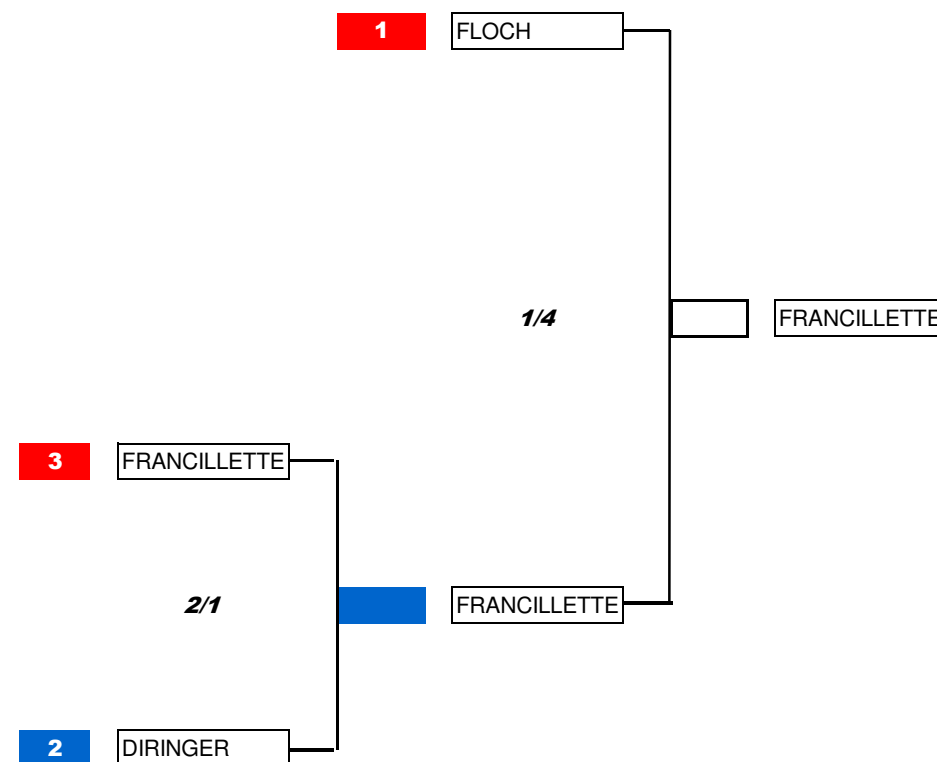 1 FLOCH
1/4 FRANCILLETTE
3 FRANCILLETTE
2/1 FRANCILLETTE
2 DIRINGER